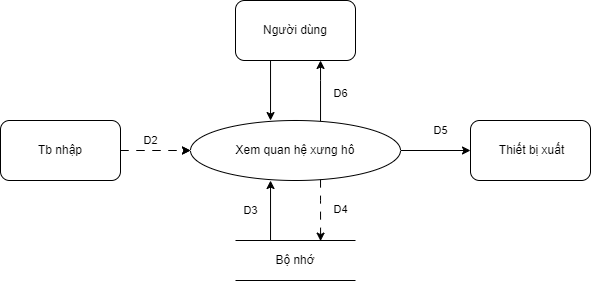 Người dùng
D6
D2
D5
Tb nhập
Xem quan hệ xưng hô
Thiết bị xuất
D3
D4
Bộ nhớ